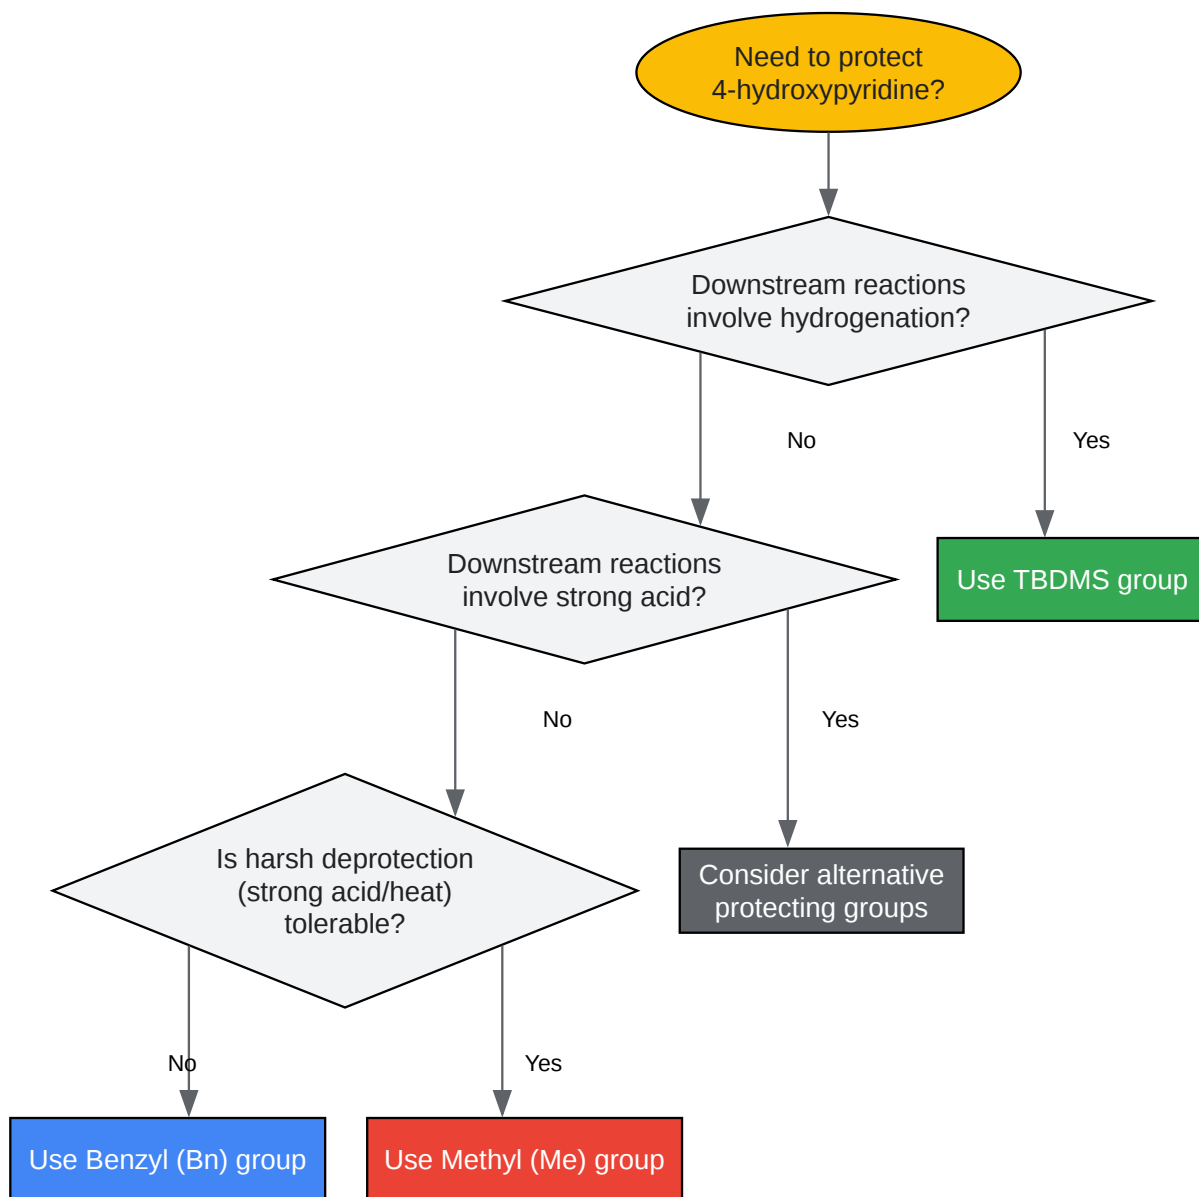 Need to protect
4-hydroxypyridine?
Downstream reactions
involve hydrogenation?
No
Yes
Downstream reactions
involve strong acid?
Use TBDMS group
No
Yes
Is harsh deprotection
(strong acid/heat)
tolerable?
Consider alternative
protecting groups
No
Yes
Use Benzyl (Bn) group
Use Methyl (Me) group